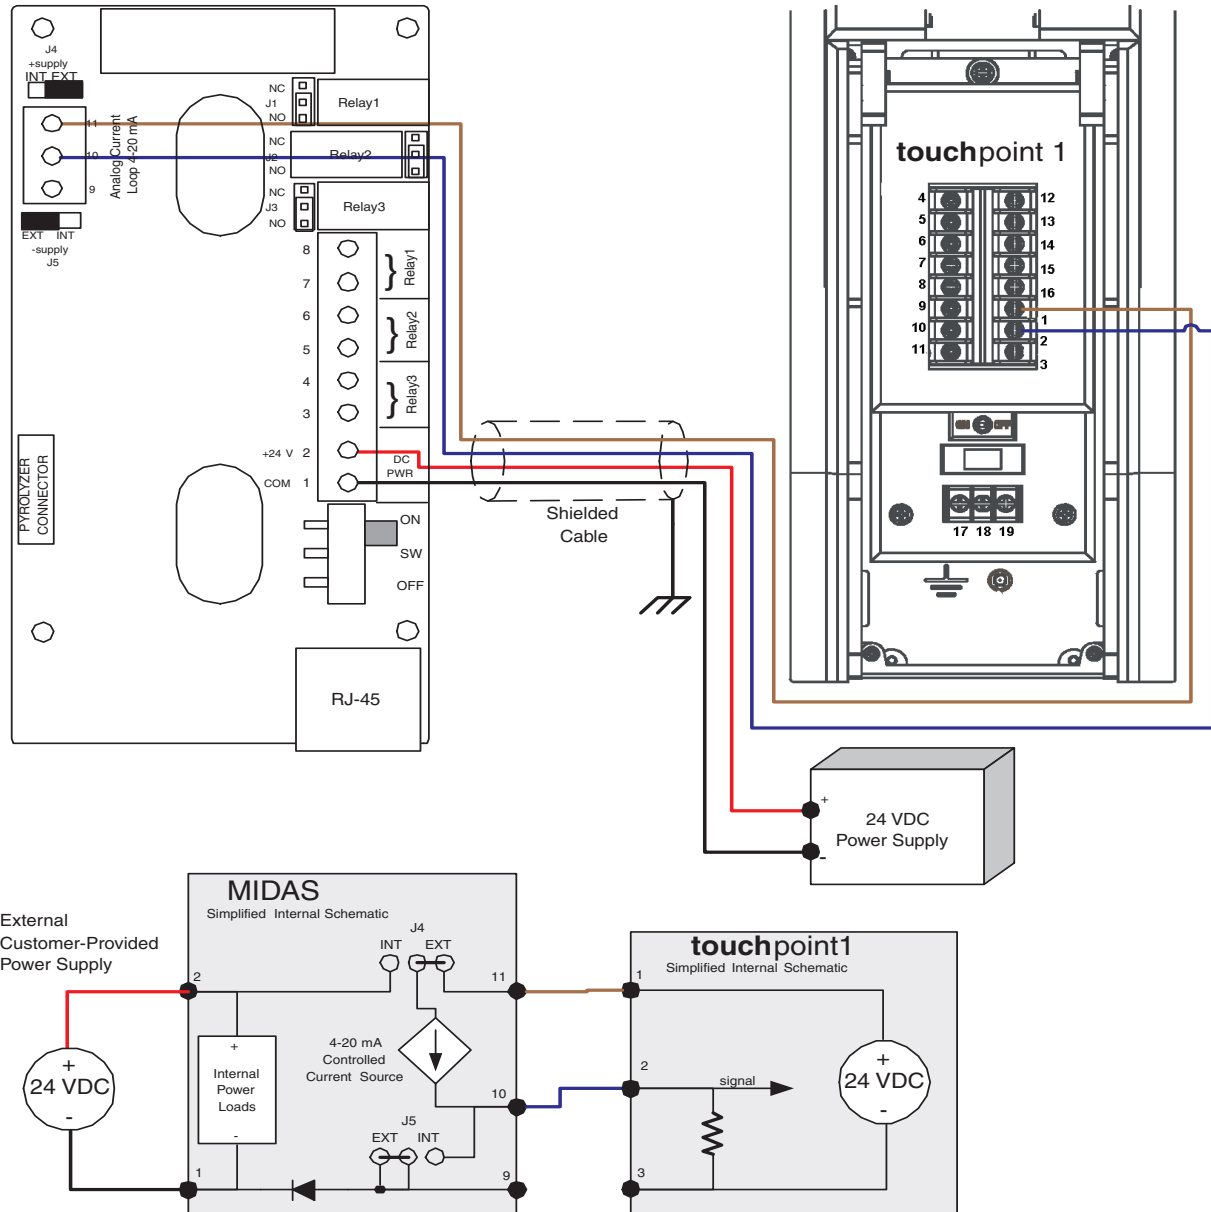 J4
+supply
INT EXT
11
10
9
Analog Current
Loop 4-20 mA
EXT INT
-supply
J5
NC
J1
NO
Relay1
NC
J2
NO
Relay2
NC
J3
NO
Relay3
8
7
Relay1
6
5
Relay2
4
3
Relay3
+24 V 2
COM 1
DC
PWR
PYROLYZER
CONNECTOR
ON
SW
OFF
RJ-45
Shielded
Cable
touchpoint 1
4
5
6
7
8
9
10
11
12
13
14
15
16
1
2
3
ON OFF
17 18 19
+
24 VDC
Power Supply
-
External
Customer-Provided
Power Supply
+
24 VDC
-
MIDAS
Simplified Internal Schematic
J4
INT EXT
2
11
+
Internal
Power
Loads
-
4-20 mA
Controlled
Current Source
10
J5
EXT INT
1
9
touchpoint1
Simplified Internal Schematic
1
2
signal
3
+
24 VDC
-